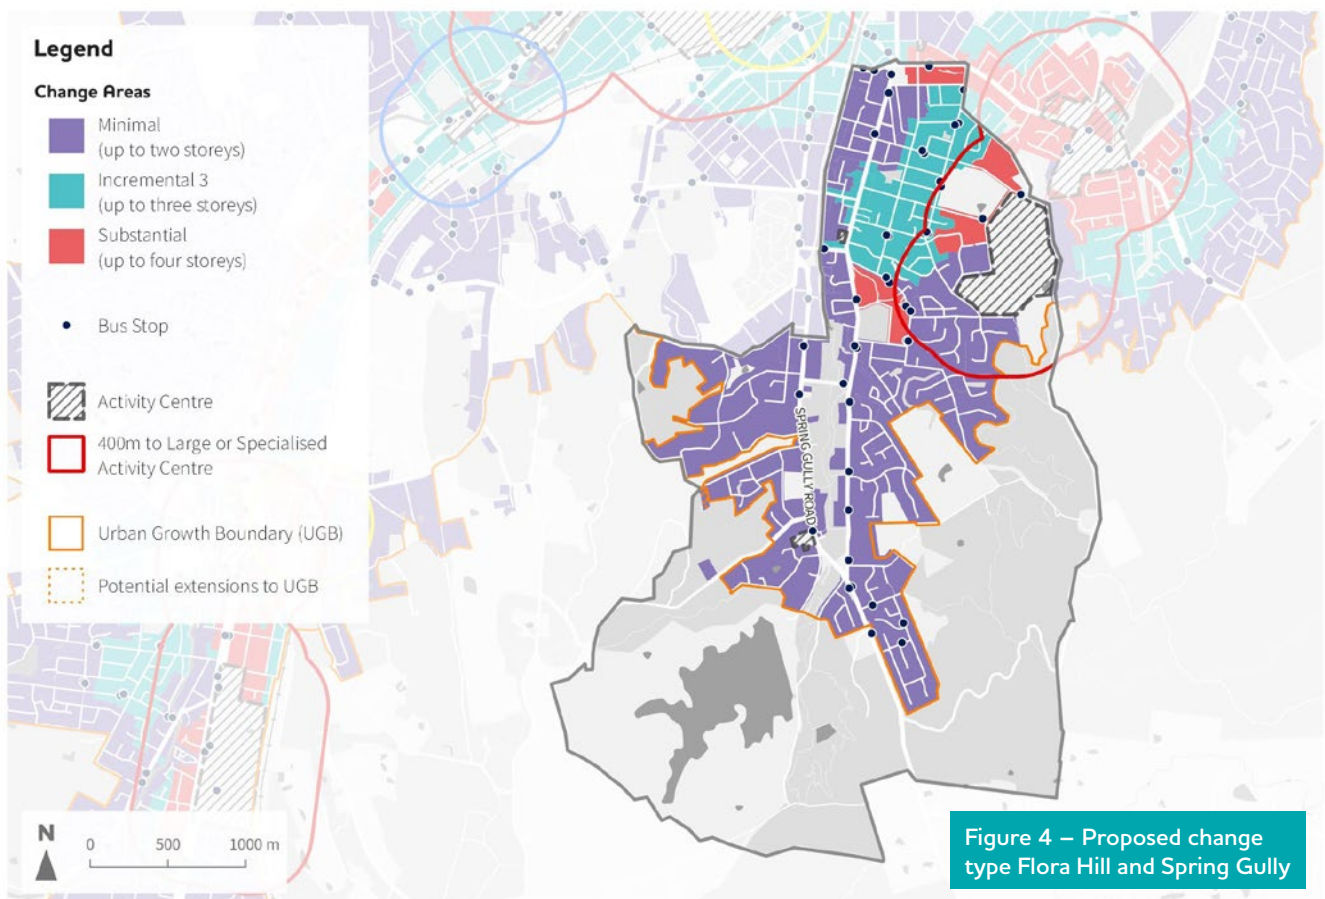 Legend
Change Areas
Minimal
(up to two storeys)
Incremental 3
(up to three storeys)
Substantial
(up to four storeys)
Bus Stop
Activity Centre
400m to Large or Specialised
Activity Centre
Urban Growth Boundary (UGB)
Potential extensions to UGB
SPRING GULLY ROAD
N
0 500 1000 m
Figure 4 – Proposed change
type Flora Hill and Spring Gully